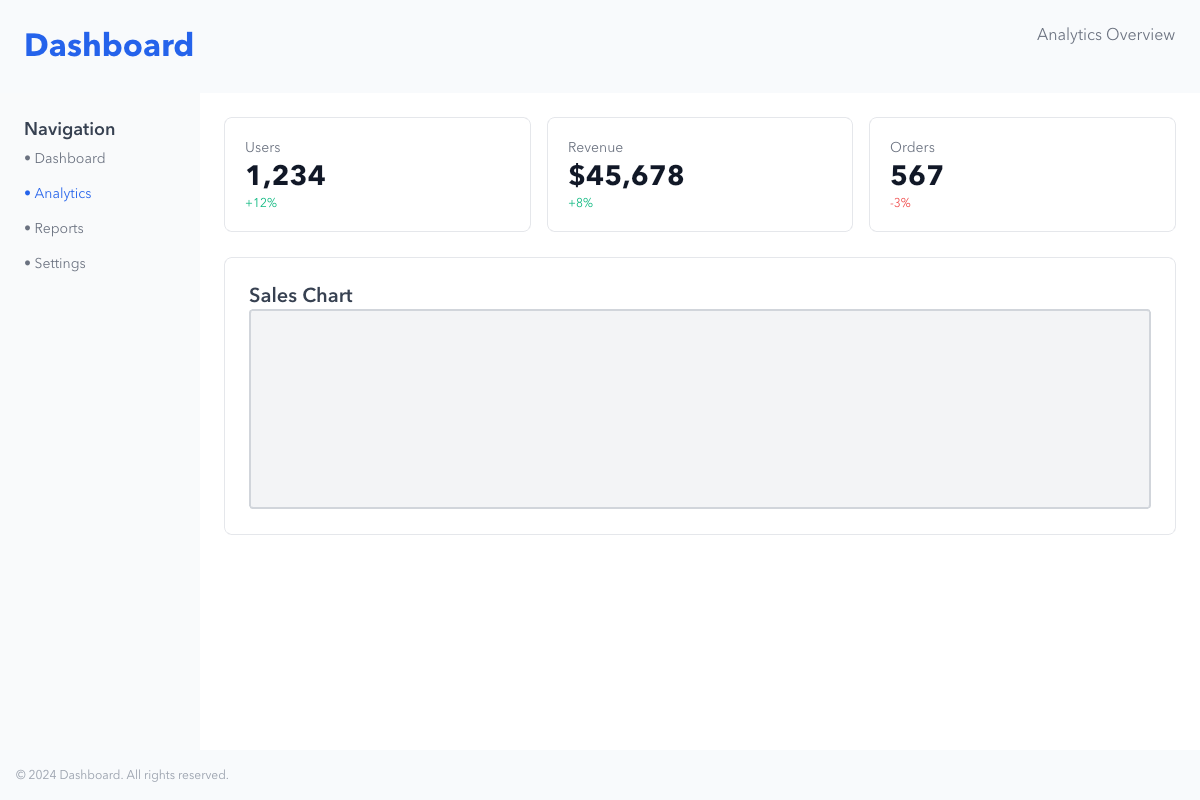 Dashboard
Analytics Overview
Navigation
• Dashboard
• Analytics
• Reports
• Settings
Users
1,234
+12%
Revenue
$45,678
+8%
Orders
567
-3%
Sales Chart
© 2024 Dashboard. All rights reserved.